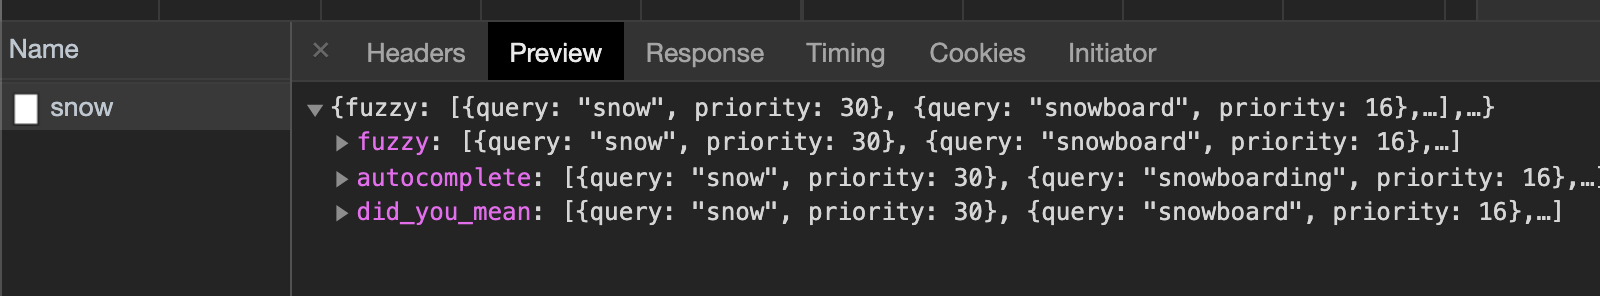 Name
× Headers Preview Response Timing Cookies Initiator
snow
▼{fuzzy: [{query: "snow", priority: 30}, {query: "snowboard", priority: 16},…],…}
▶fuzzy: [{query: "snow", priority: 30}, {query: "snowboard", priority: 16},…]
▶autocomplete: [{query: "snow", priority: 30}, {query: "snowboarding", priority: 16},…]
▶did_you_mean: [{query: "snow", priority: 30}, {query: "snowboard", priority: 16},…]